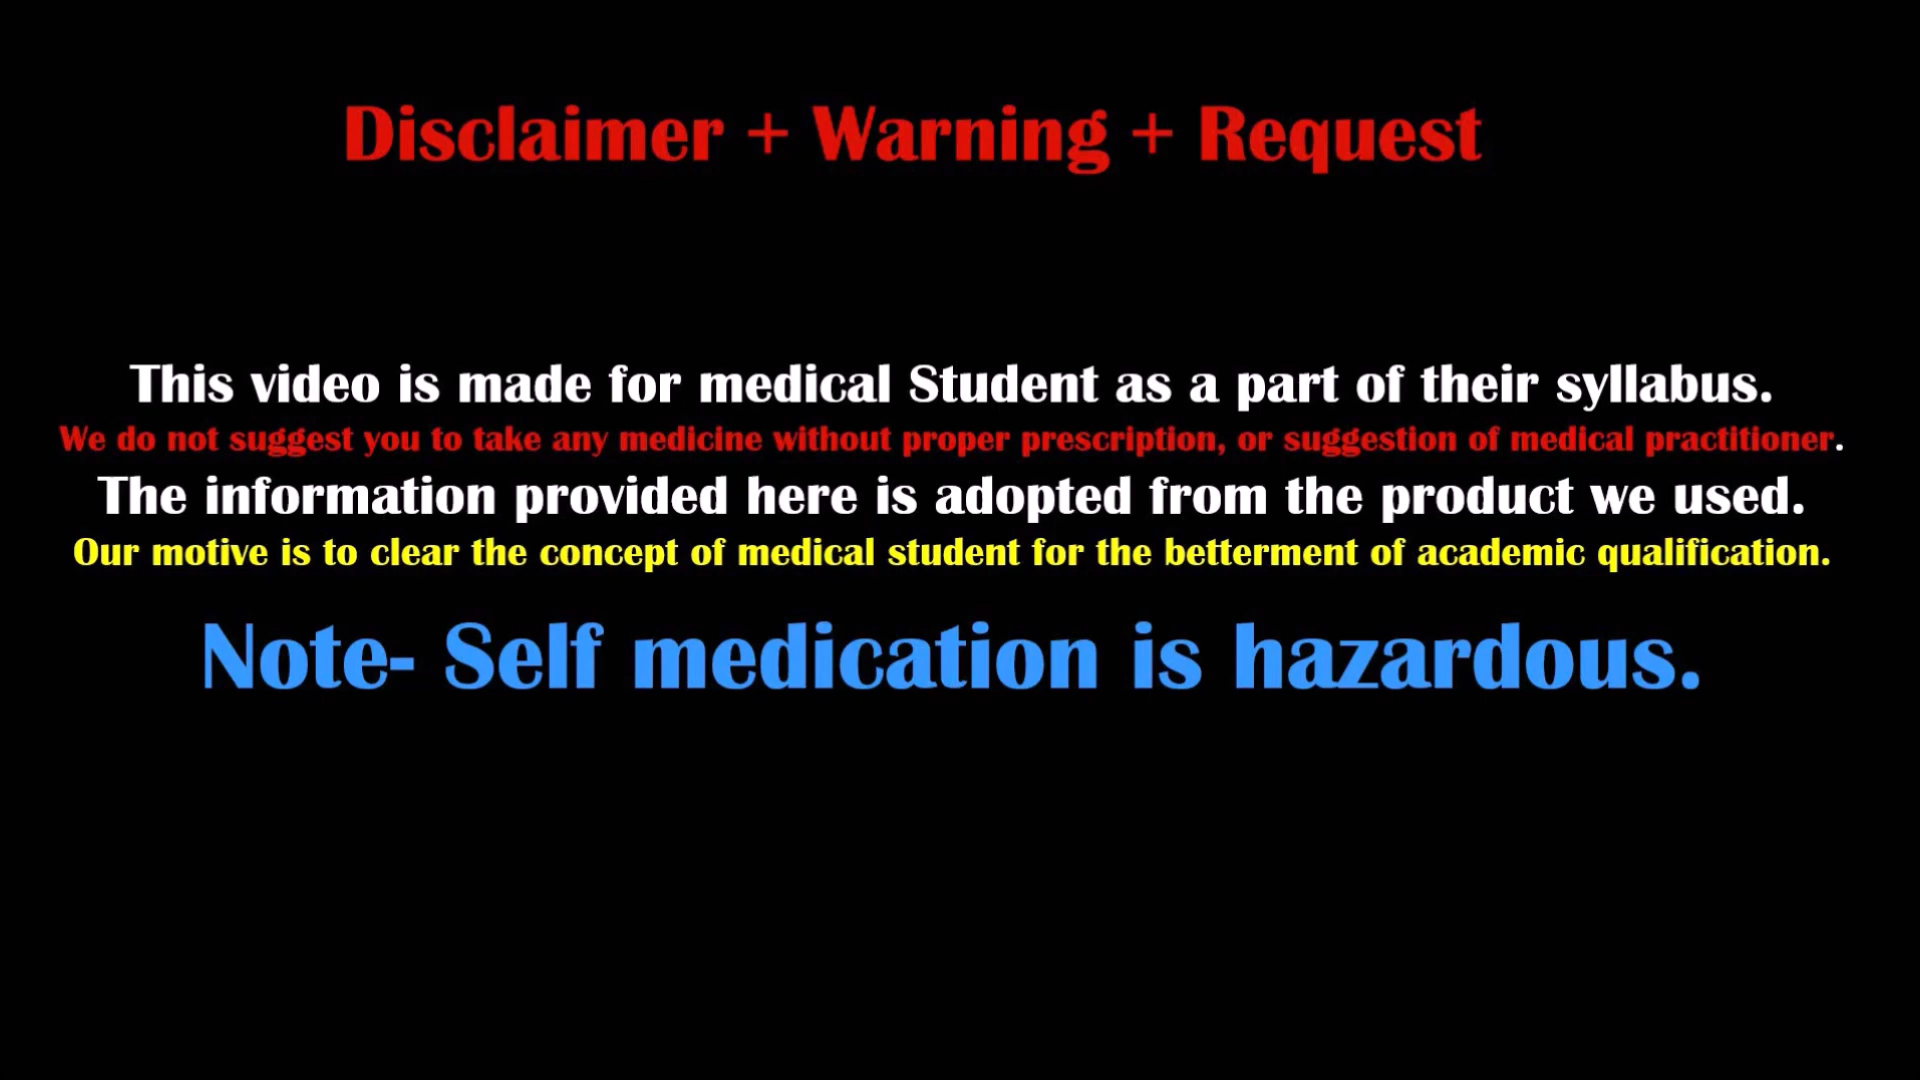 Disclaimer + Warning + Request
This video is made for medical Student as a part of their syllabus.
We do not suggest you to take any medicine without proper prescription, or suggestion of medical practitioner.
The information provided here is adopted from the product we used.
Our motive is to clear the concept of medical student for the betterment of academic qualification.
Note- Self medication is hazardous.